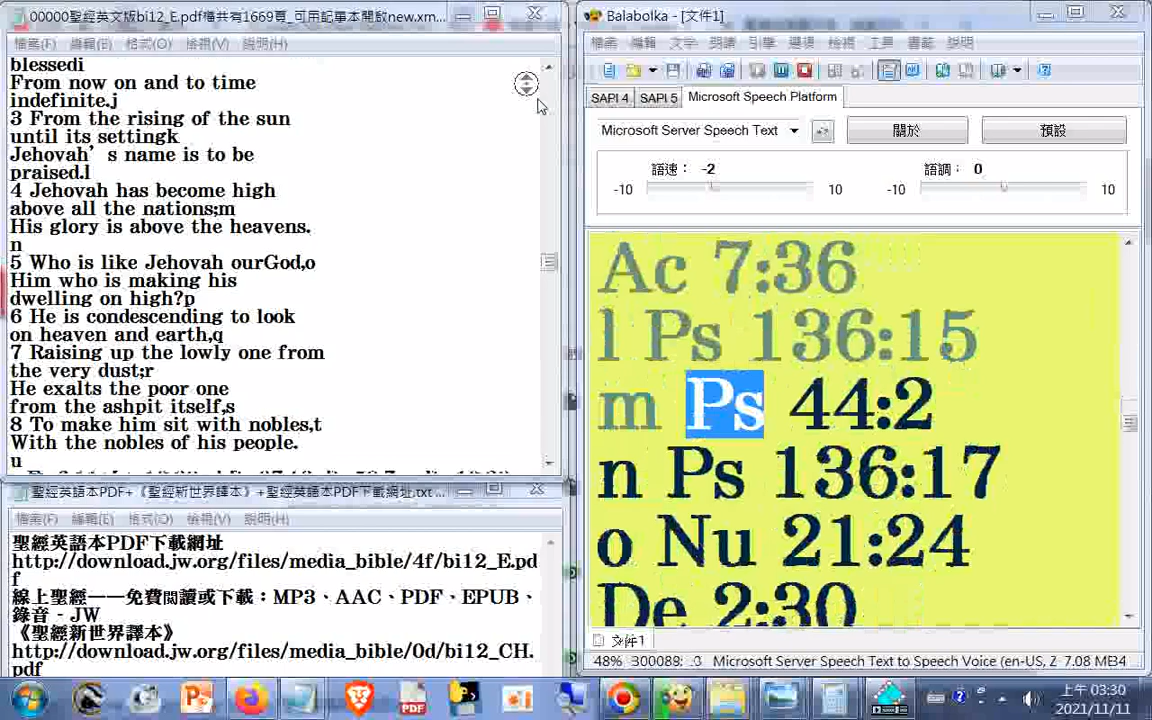 00000聖經英文版bi12_E.pdf檔共有1669頁_可用記事本開啟new.xm...
檔案(F) 編輯(E) 格式(O) 檢視(V) 說明(H)
blessedi
From now on and to time
indefinite.j
3 From the rising of the sun
until its settingk
Jehovah's name is to be
praised.l
4 Jehovah has become high
above all the nations;m
His glory is above the heavens.
n
5 Who is like Jehovah ourGod,o
Him who is making his
dwelling on high?p
6 He is condescending to look
on heaven and earth,q
7 Raising up the lowly one from
the very dust;r
He exalts the poor one
from the ashpit itself,s
8 To make him sit with nobles,t
With the nobles of his people.
u
聖經英語本PDF+《聖經新世界譯本》+聖經英語本PDF下載網址.txt ...
檔案(F) 編輯(E) 格式(O) 檢視(V) 說明(H)
聖經英語本PDF下載網址
http://download.jw.org/files/media_bible/4f/bi12_E.pd
f
線上聖經——免費閱讀或下載：MP3、AAC、PDF、EPUB、
錄音 - JW
《聖經新世界譯本》
http://download.jw.org/files/media_bible/0d/bi12_CH.
pdf
Balabolka - [文件1]
檔案 編輯 文字 朗讀 引擎 選項 檢視 工具 書籤 說明
SAPI 4 SAPI 5 Microsoft Speech Platform
Microsoft Server Speech Text 關於 預設
語速： -2 語調： 0
-10 10 -10 10
Ac 7:36
l Ps 136:15
m Ps 44:2
n Ps 136:17
o Nu 21:24
De 2:30
文件1
48% Microsoft Server Speech Text to Speech Voice (en-US, Z 7.08 MB
上午 03:30
2021/11/11